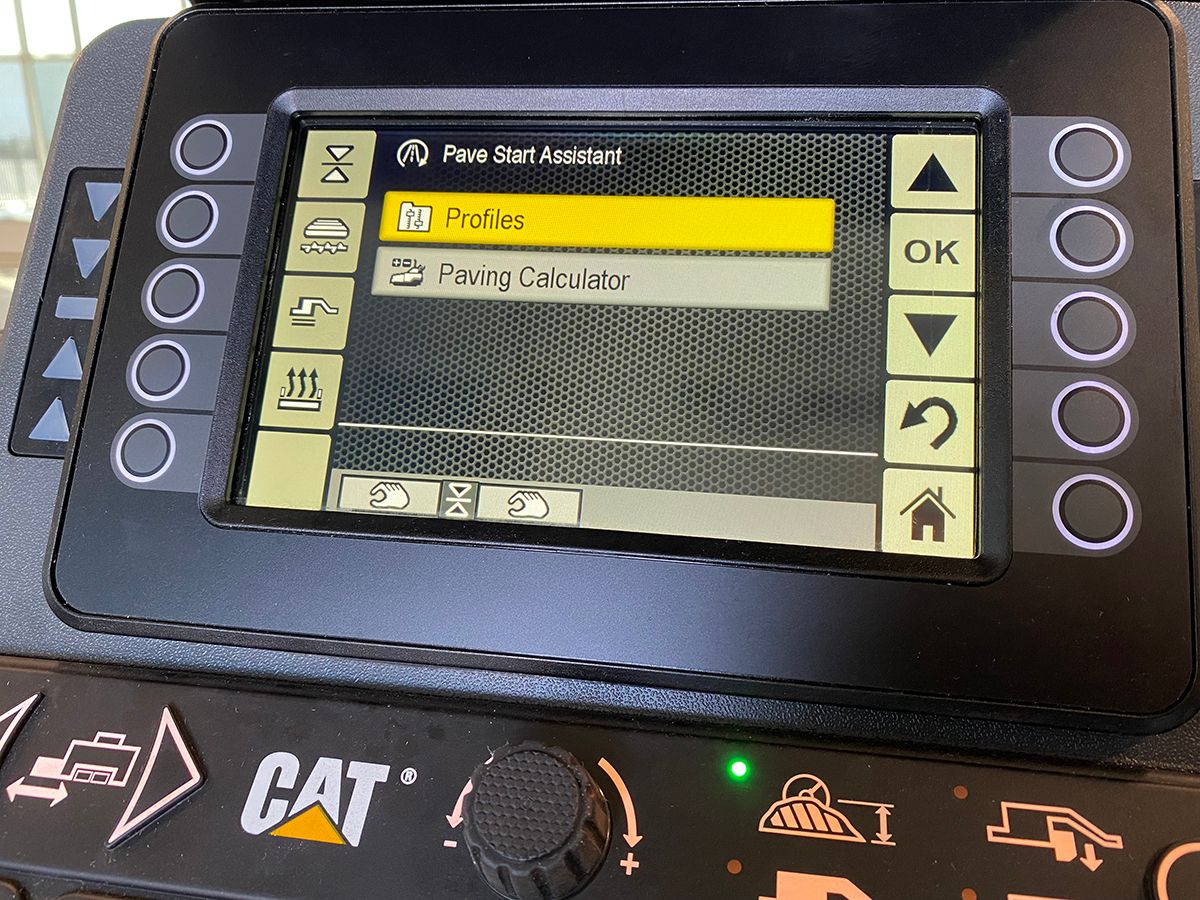 Pave Start Assistant
Profiles
OK
Paving Calculator
CAT®
-
+